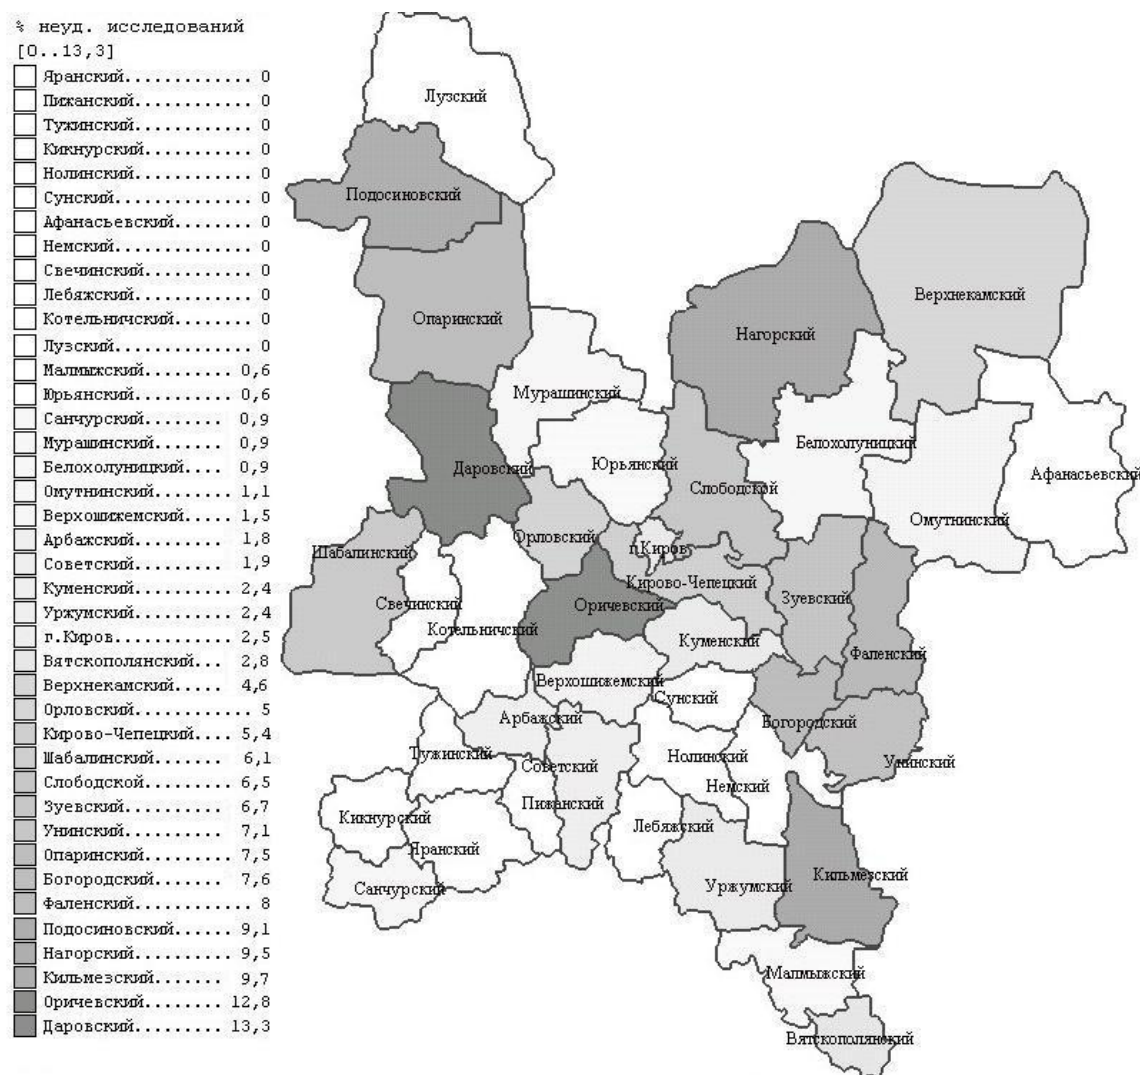 % неуд. исследований
[0..13,3]
Яранский............. 0
Пижанский............ 0
Тужинский............ 0
Кикнурский........... 0
Нолинский............ 0
Сунский.............. 0
Афанасьевский........ 0
Немский.............. 0
Свечинский........... 0
Лебяжский............ 0
Котельничский........ 0
Лузский.............. 0
Малмыжский......... 0,6
Юрьянский.......... 0,6
Санчурский........ 0,9
Мурашинский....... 0,9
Белохолуницкий.... 0,9
Омутнинский........ 1,1
Верхошижемский..... 1,5
Арбажский.......... 1,8
Советский.......... 1,9
Куменский.......... 2,4
Уржумский.......... 2,4
г.Киров............ 2,5
Вятскополянский... 2,8
Верхнекамский..... 4,6
Орловский............ 5
Кирово-Чепецкий.... 5,4
Шабалинский....... 6,1
Слободской........ 6,5
Зуевский........... 6,7
Унинский........... 7,1
Опаринский......... 7,5
Богородский....... 7,6
Фаленский............ 8
Подосиновский...... 9,1
Нагорский.......... 9,5
Кильмезский........ 9,7
Оричевский........ 12,8
Даровский......... 13,3
Лузский
Подосиновский
Опаринский
Верхнекамский
Нагорский
Мурашинский
Белохолуницкий
Даровский
Юрьянский
Афанасьевский
Слободской
Омутнинский
Орловский
г.Киров
Шабалинский
Кирово-Чепецкий
Зуевский
Свечинский
Оричевский
Котельничский
Куменский
Фаленский
Верхошижемский
Сунский
Арбажский
Богородский
Тужинский
Нолинский
Советский
Унинский
Немский
Пижанский
Кикнурский
Лебяжский
Яранский
Санчурский
Уржумский
Кильмезский
Малмыжский
Вятскополянский